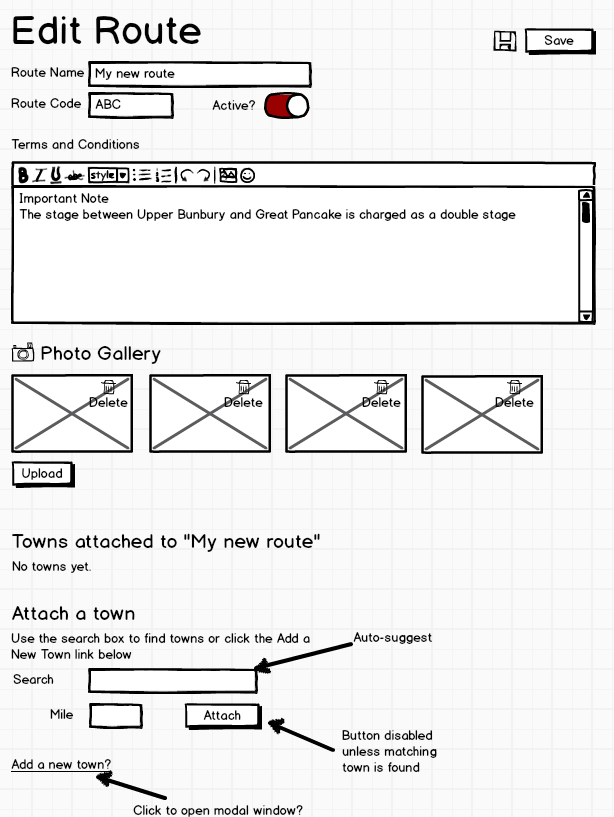 Edit Route
Save
Route Name My new route
Route Code ABC Active?
Terms and Conditions
B I U abc style
Important Note
The stage between Upper Bunbury and Great Pancake is charged as a double stage
Photo Gallery
Delete Delete Delete Delete
Upload
Towns attached to "My new route"
No towns yet.
Attach a town
Use the search box to find towns or click the Add a
New Town link below
Auto-suggest
Search
Mile Attach
Button disabled
unless matching
town is found
Add a new town?
Click to open modal window?